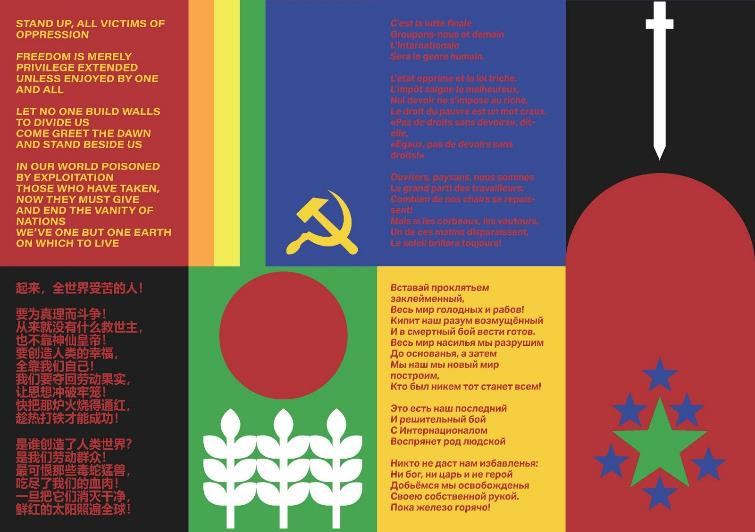 STAND UP, ALL VICTIMS OF
OPPRESSION
FREEDOM IS MERELY
PRIVILEGE EXTENDED
UNLESS ENJOYED BY ONE
AND ALL
LET NO ONE BUILD WALLS
TO DIVIDE US
COME GREET THE DAWN
AND STAND BESIDE US
IN OUR WORLD POISONED
BY EXPLOITATION
THOSE WHO HAVE TAKEN,
NOW THEY MUST GIVE
AND END THE VANITY OF
NATIONS
WE'VE ONE BUT ONE EARTH
ON WHICH TO LIVE
C'est la lutte finale
Groupons-nous et demain
L'Internationale
Sera le genre humain.
L'etat opprime et la loi triche,
L'impôt saigne le malheureux,
Nul devoir ne s'impose au riche,
Le droit du pauvre est un mot creux.
«Pas de droits sans devoirs», dit-
elle,
«Egaux, pas de devoirs sans
droits!»
Ouvriers, paysans, nous sommes
Le grand parti des travailleurs,
Combien de nos chairs se repais-
sent!
Mais si les corbeaux, les vautours,
Un de ces matins disparaissent,
Le soleil brillera toujours!
起来，全世界受苦的人！
要为真理而斗争！
从来就没有什么救世主，
也不靠神仙皇帝！
要创造人类的幸福，
全靠我们自己！
我们要夺回劳动果实，
让思想冲破牢笼！
快把那炉火烧得通红，
趁热打铁才能成功！
是谁创造了人类世界？
是我们劳动群众！
最可恨那些毒蛇猛兽，
吃尽了我们的血肉！
一旦把它们消灭干净，
鲜红的太阳照遍全球！
Вставай проклятьем
заклейменный,
Весь мир голодных и рабов!
Кипит наш разум возмущённый
И в смертный бой вести готов.
Весь мир насилья мы разрушим
До основанья, а затем
Мы наш мы новый мир
построим,
Кто был никем тот станет всем!
Это есть наш последний
И решительный бой
С Интернационалом
Воспрянет род людской
Никто не даст нам избавленья:
Ни бог, ни царь и не герой
Добьёмся мы освобожденья
Своею собственной рукой.
Пока железо горячо!